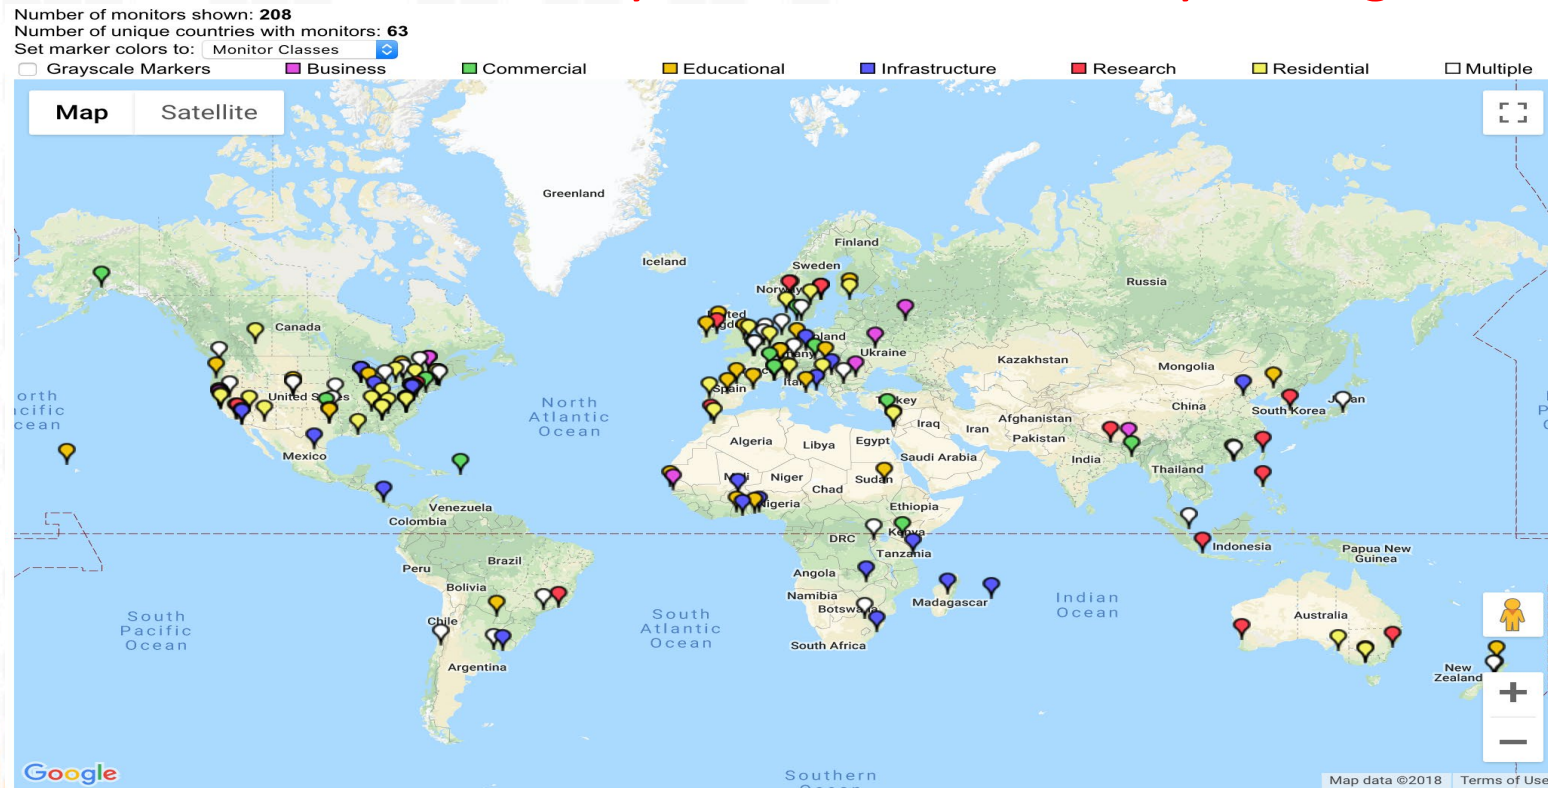 Number of monitors shown: 208
Number of unique countries with monitors: 63
Set marker colors to: Monitor Classes
Grayscale Markers Business Commercial Educational Infrastructure Research Residential Multiple
Map Satellite
Greenland
Finland
Iceland
Sweden
Russia
Canada
Ukraine
Kazakhstan
Mongolia
United
Spain
North
Atlantic
Ocean
China
South Korea
Afghanistan
Iraq
Iran
Pakistan
Algeria
Libya
Egypt
Mexico
Saudi Arabia
India
Thailand
Niger
Chad
Sudan
Nigeria
Ethiopia
Venezuela
Colombia
DRC
Kenya
Tanzania
Indonesia
Papua New
Guinea
Brazil
Peru
Angola
Bolivia
Namibia
Botswana
Madagascar
Indian
Ocean
South
Pacific
Ocean
South
Atlantic
Ocean
Chile
Australia
South Africa
Argentina
New
Zealand
Google
Southern
Map data ©2018 Terms of Use